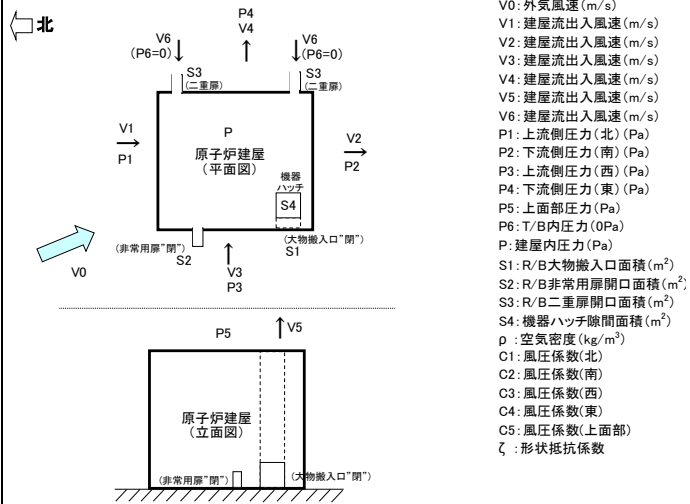 北
P4
V4
V6
(P6=0)
V6
(P6=0)
S3
(二重扉)
S3
(二重扉)
V1
P1
P
原子炉建屋
(平面図)
V2
P2
機器
ハッチ
S4
(非常用扉"閉")
S2
(大物搬入口"閉")
S1
V3
P3
V0
P5
V5
原子炉建屋
(立面図)
(非常用扉"閉")
(大物搬入口"閉")
V0:外気風速(m/s)
V1:建屋流出入風速(m/s)
V2:建屋流出入風速(m/s)
V3:建屋流出入風速(m/s)
V4:建屋流出入風速(m/s)
V5:建屋流出入風速(m/s)
V6:建屋流出入風速(m/s)
P1:上流側圧力(北)(Pa)
P2:下流側圧力(南)(Pa)
P3:上流側圧力(西)(Pa)
P4:下流側圧力(東)(Pa)
P5:上面部圧力(Pa)
P6:T/B内圧力(0Pa)
P:建屋内圧力(Pa)
S1:R/B大物搬入口面積(m²)
S2:R/B非常用扉開口面積(m²)
S3:R/B二重扉開口面積(m²)
S4:機器ハッチ隙間面積(m²)
ρ:空気密度(kg/m³)
C1:風圧係数(北)
C2:風圧係数(南)
C3:風圧係数(西)
C4:風圧係数(東)
C5:風圧係数(上面部)
ζ:形状抵抗係数